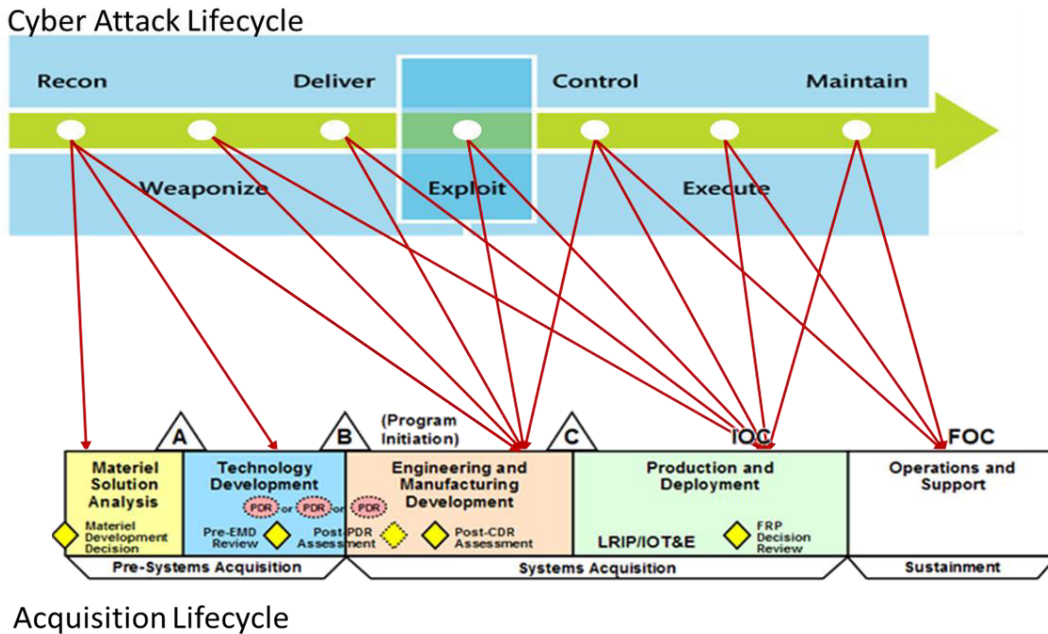 Cyber Attack Lifecycle
Recon
Deliver
Control
Maintain
Weaponize
Exploit
Execute
A
B
(Program
Initiation)
C
IOC
FOC
Materiel
Solution
Analysis
Materiel
Development
Decision
Technology
Development
PDR or PDR or PDR
Pre-EMD
Review
Post-PDR
Assessment
Engineering and
Manufacturing
Development
Post-CDR
Assessment
Production and
Deployment
LRIP/IOT&E
FRP
Decision
Review
Operations and
Support
Pre-Systems Acquisition
Systems Acquisition
Sustainment
Acquisition Lifecycle